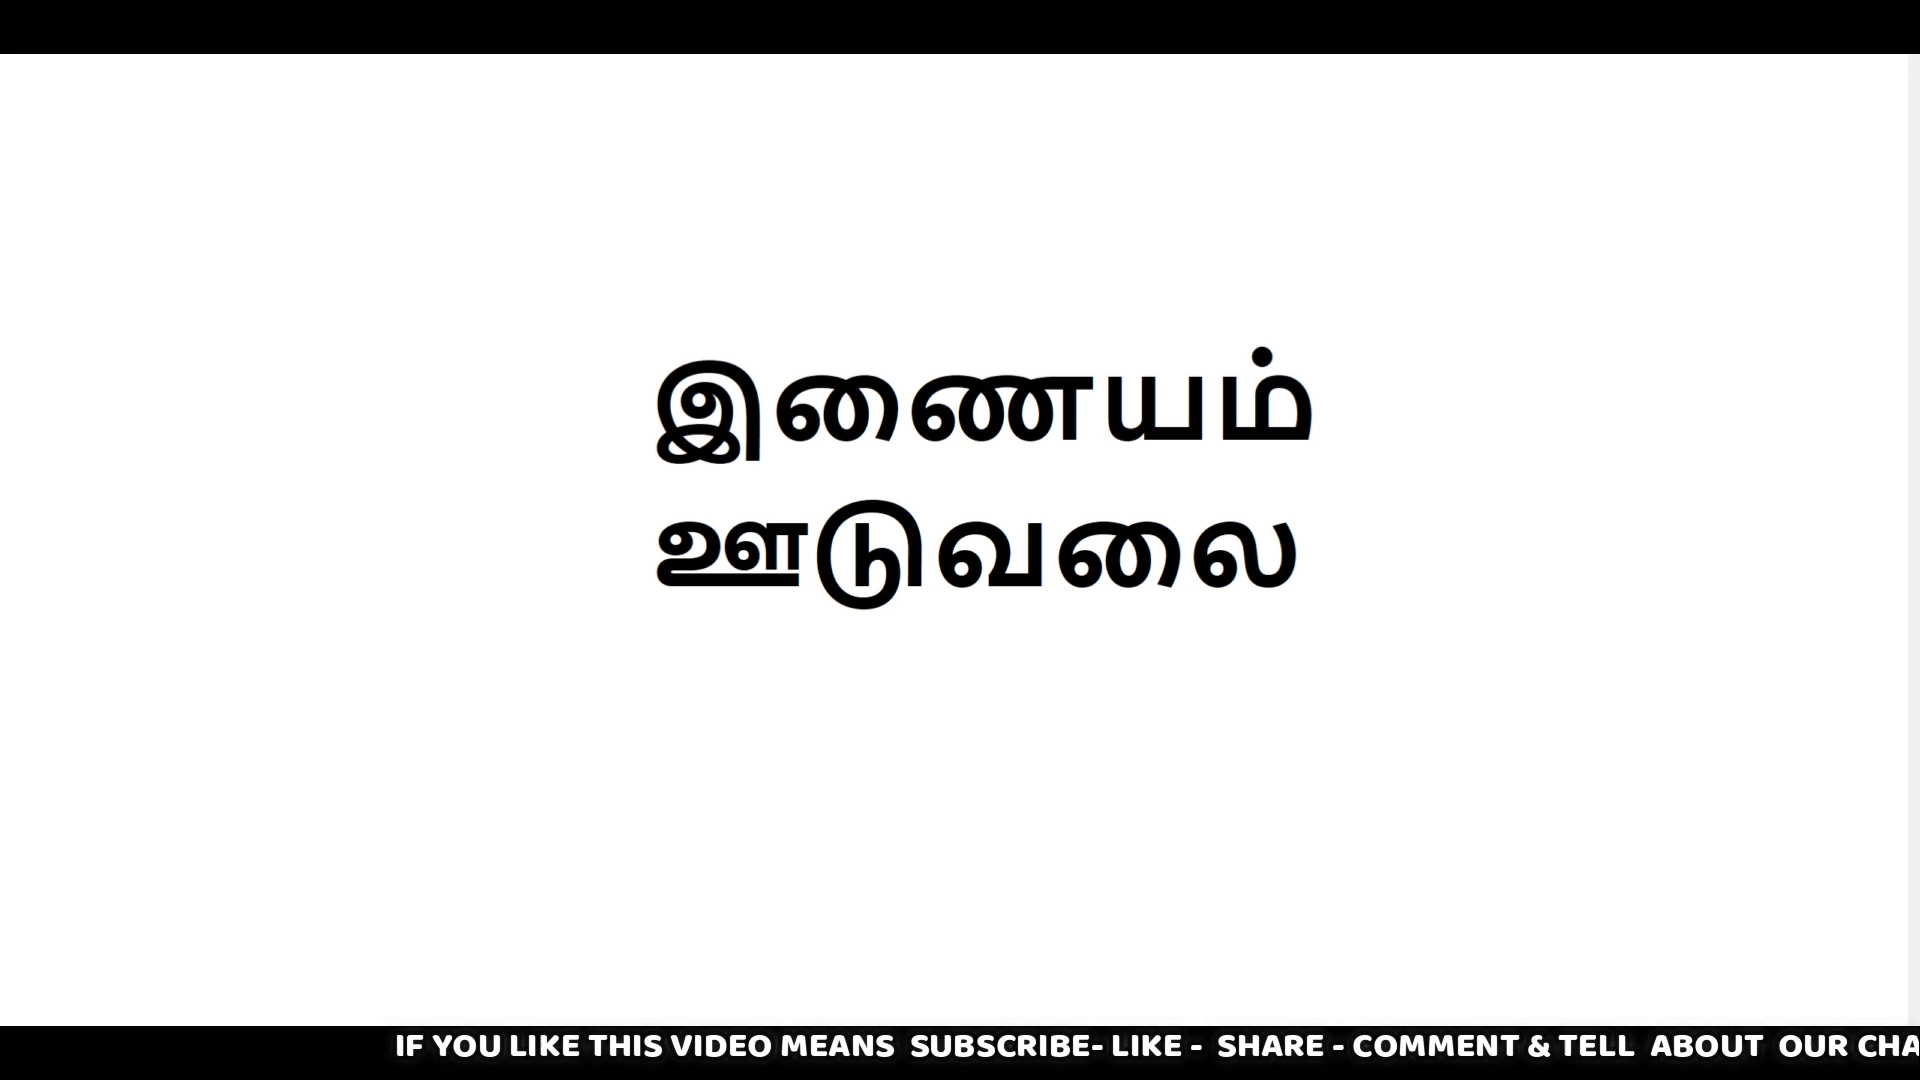 இணையம்
ஊடுவலை
IF YOU LIKE THIS VIDEO MEANS SUBSCRIBE- LIKE - SHARE - COMMENT & TELL ABOUT OUR CHA